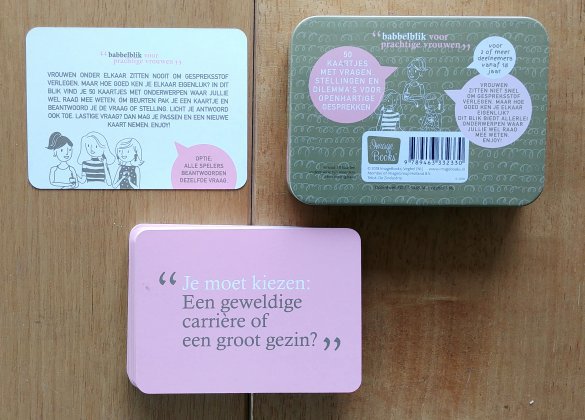 “babbelblik voor
prachtige vrouwen”
VROUWEN ONDER ELKAAR ZITTEN NOOIT OM GESPREKSSTOF
VERLEGEN. MAAR HOE GOED KEN JE ELKAAR EIGENLIJK? IN DIT
BLIK VIND JE 50 KAARTJES MET ONDERWERPEN WAAR JULLIE
WEL RAAD MEE WETEN. OM BEURTEN PAK JE EEN KAARTJE EN
BEANTWOORD JE DE VRAAG OF STELLING. LICHT JE ANTWOORD
OOK TOE. LASTIGE VRAAG? DAN MAG JE PASSEN EN EEN NIEUWE
KAART NEMEN. ENJOY!
OPTIE:
ALLE SPELERS
BEANTWOORDEN
DEZELFDE VRAAG.
“babbelblik voor
prachtige vrouwen”
voor
2 of meer
deelnemers
vanaf 18
jaar
50
KAARTJES
MET VRAGEN,
STELLINGEN EN
DILEMMA'S VOOR
OPENHARTIGE
GESPREKKEN
VROUWEN
ZITTEN NIET SNEL
OM GESPREKSSTOF
VERLEGEN. MAAR HOE
GOED KEN JE ELKAAR
EIGENLIJK?
DIT BLIK BIEDT ALLERLEI
ONDERWERPEN WAAR
JULLIE WEL RAAD
MEE WETEN.
ENJOY!
Image
Books
9 789463 332330
“Je moet kiezen:
Een geweldige
carrière of
een groot gezin?”